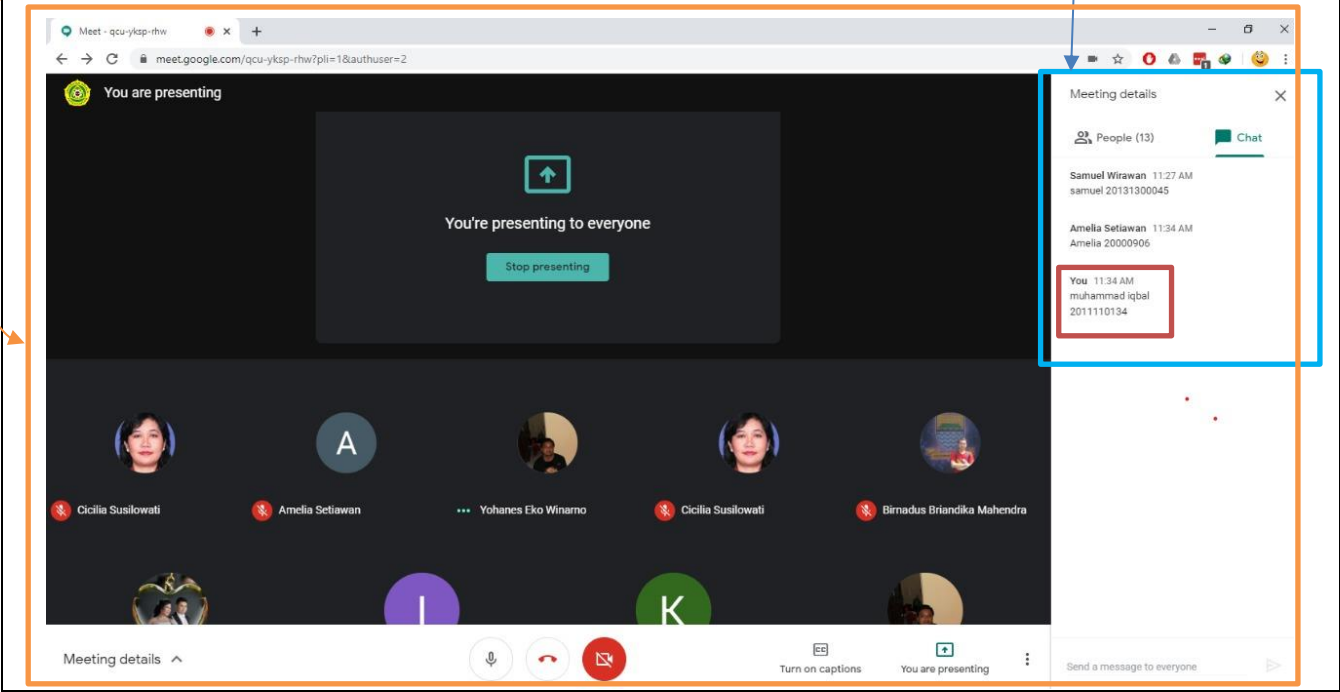 Meet - qcu-yksp-rhw
meet.google.com/qcu-yksp-rhw?pli=1&authuser=2
1
You are presenting
You're presenting to everyone
Stop presenting
Cicilia Susilowati
Amelia Setiawan
Yohanes Eko Winarno
Cicilia Susilowati
Birnadus Briandika Mahendra
A
I
K
Meeting details
CC
Turn on captions
You are presenting
Meeting details
People (13)
Chat
Samuel Wirawan 11:27 AM
samuel 20131300045
Amelia Setiawan 11:34 AM
Amelia 20000906
You 11:34 AM
muhammad iqbal
2011110134
Send a message to everyone